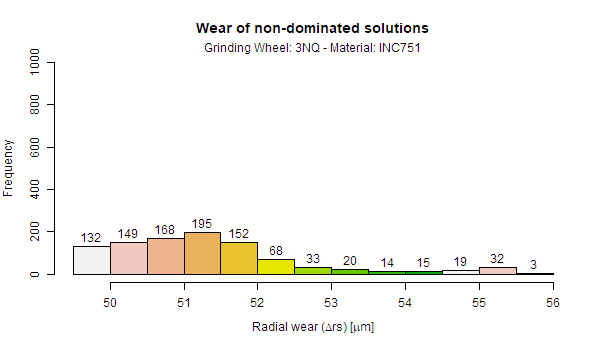 Wear of non-dominated solutions
Grinding Wheel: 3NQ - Material: INC751
Frequency
1000
800
600
400
200
0
132 149 168 195 152 68 33 20 14 15 19 32 3
50 51 52 53 54 55 56
Radial wear (Δrs) [μm]